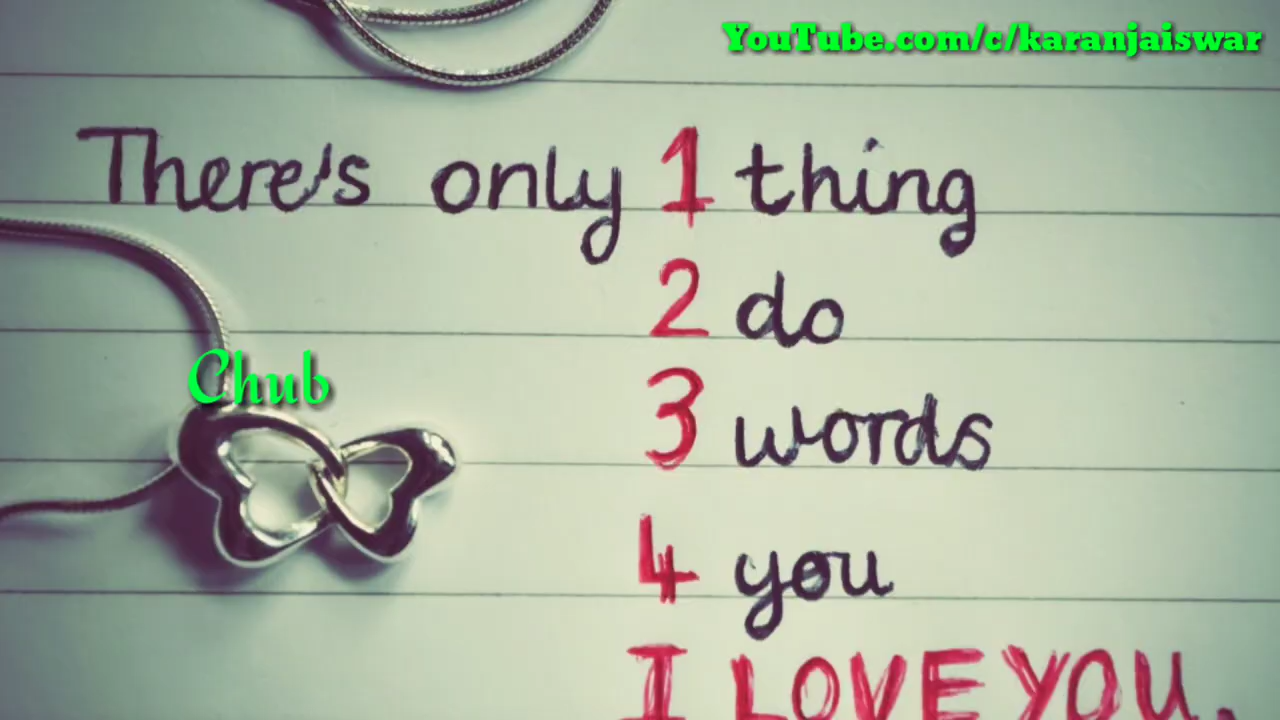 YouTube.com/c/karanjaiswar
There's only 1 thing
2 do
Chub
3 words
4 you
I LOVE YOU.